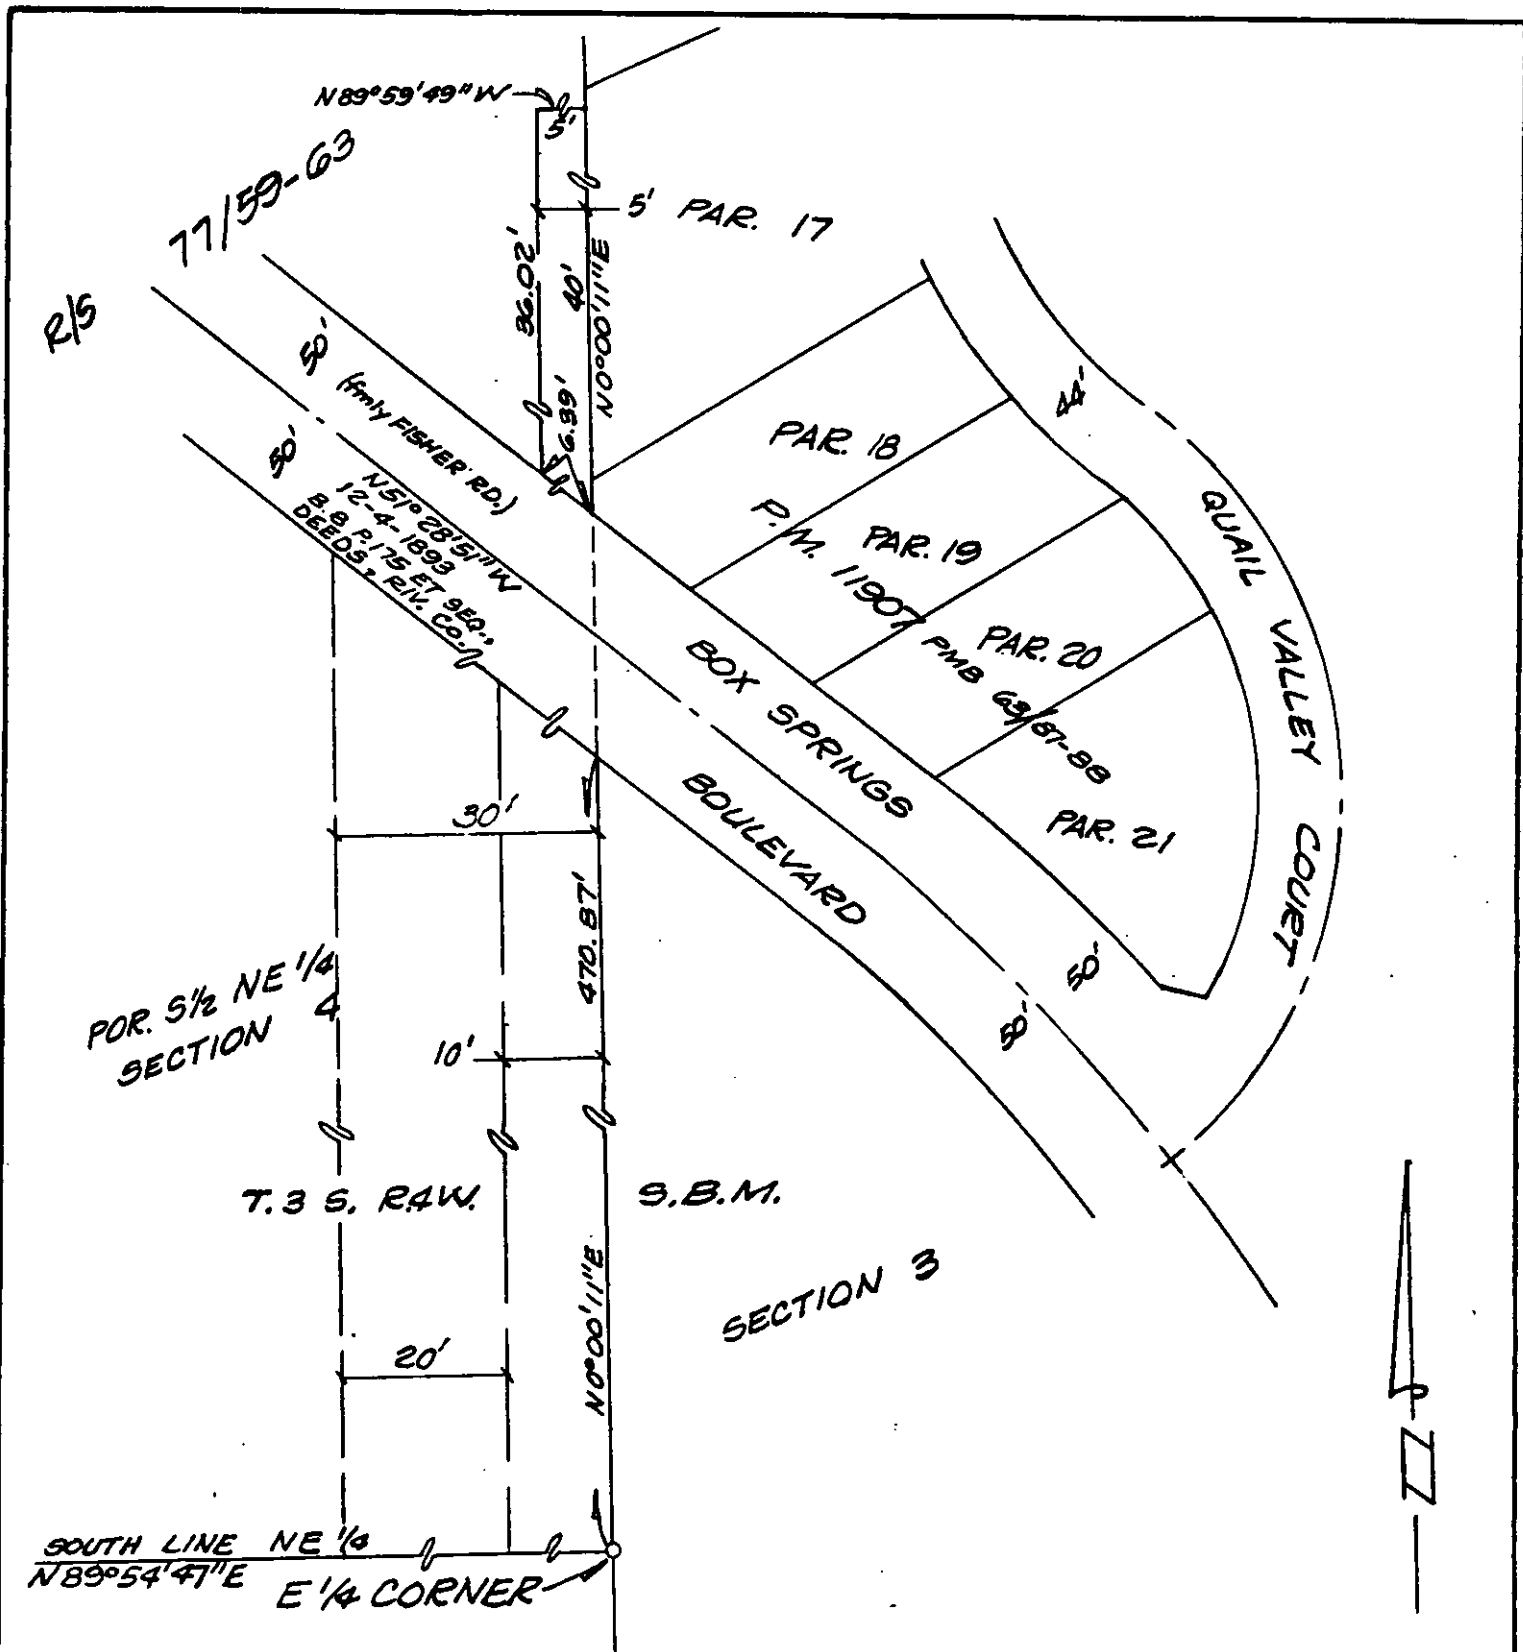 N89°59'49"W
5'
77/59-63
R/S
5' PAR. 17
36.02'
40'
N0°00'11"E
6.39'
50'
(fmly FISHER RD.)
50'
N51°28'51"W
12-4-1893
B.8 P.175 ET SEQ.,
DEEDS, RIV. CO.
PAR. 18
P.M. 11907 PMB 63/87-88
PAR. 19
PAR. 20
PAR. 21
44'
QUAIL VALLEY COURT
BOX SPRINGS
BOULEVARD
30'
470.87'
50'
50'
POR. S½ NE 1/4
SECTION 4
10'
T.3 S. R.4W. S.B.M.
SECTION 3
N0°00'11"E
20'
SOUTH LINE NE 1/4
N89°54'47"E
E 1/4 CORNER